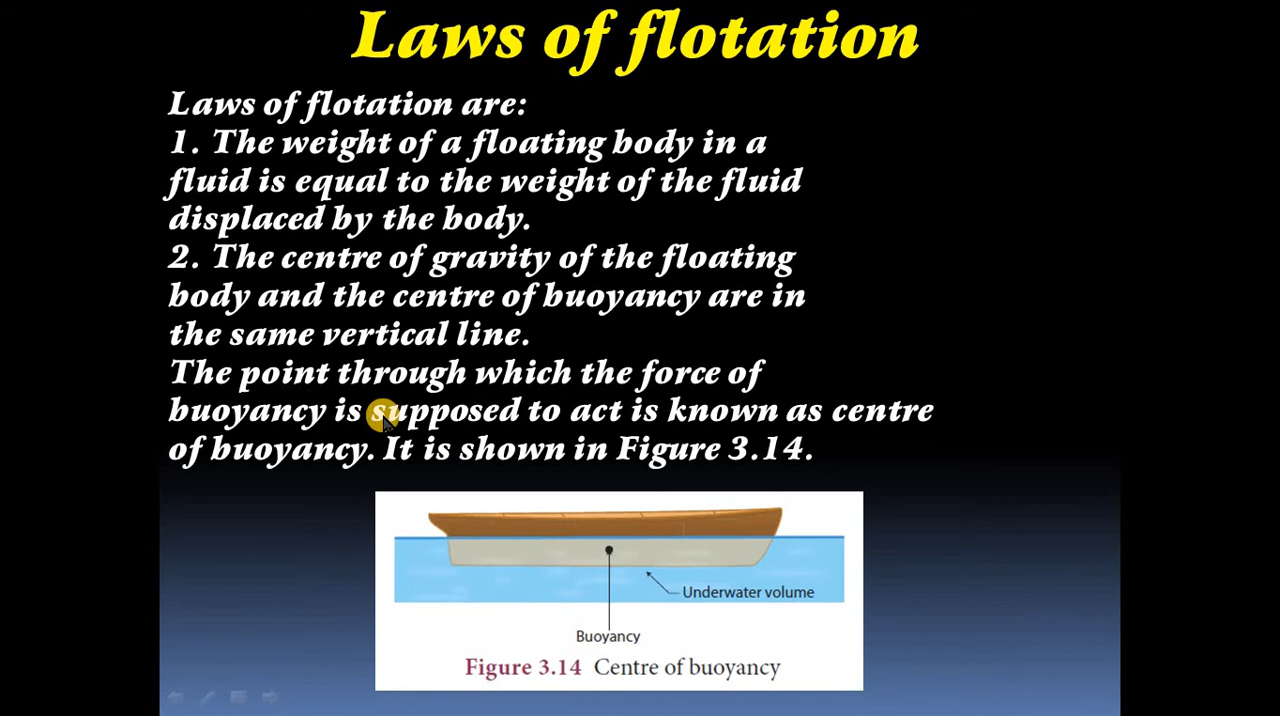 Laws of flotation
Laws of flotation are:
1. The weight of a floating body in a
fluid is equal to the weight of the fluid
displaced by the body.
2. The centre of gravity of the floating
body and the centre of buoyancy are in
the same vertical line.
The point through which the force of
buoyancy is supposed to act is known as centre
of buoyancy. It is shown in Figure 3.14.
Underwater volume
Buoyancy
Figure 3.14 Centre of buoyancy